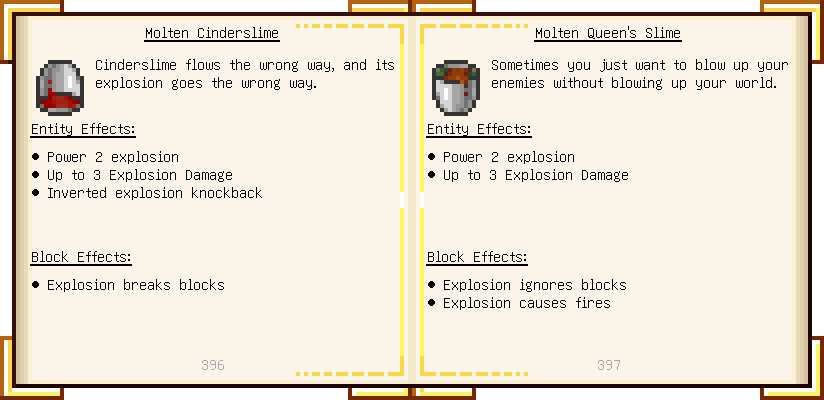 Molten Cinderslime
Cinderslime flows the wrong way, and its
explosion goes the wrong way.
Entity Effects:
● Power 2 explosion
● Up to 3 Explosion Damage
● Inverted explosion knockback
Block Effects:
● Explosion breaks blocks
396
Molten Queen's Slime
Sometimes you just want to blow up your
enemies without blowing up your world.
Entity Effects:
● Power 2 explosion
● Up to 3 Explosion Damage
Block Effects:
● Explosion ignores blocks
● Explosion causes fires
397